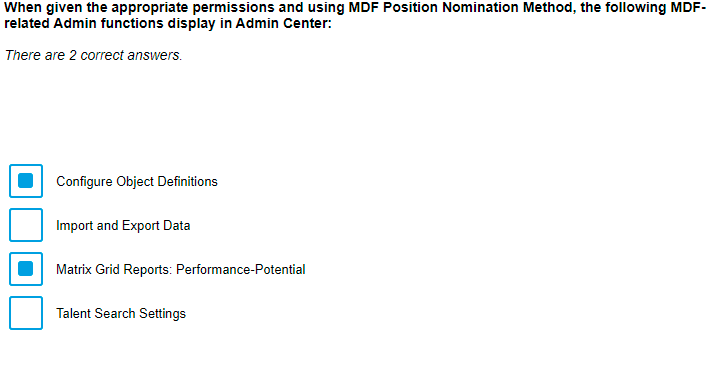 When given the appropriate permissions and using MDF Position Nomination Method, the following MDF-
related Admin functions display in Admin Center:
There are 2 correct answers.
Configure Object Definitions
Import and Export Data
Matrix Grid Reports: Performance-Potential
Talent Search Settings